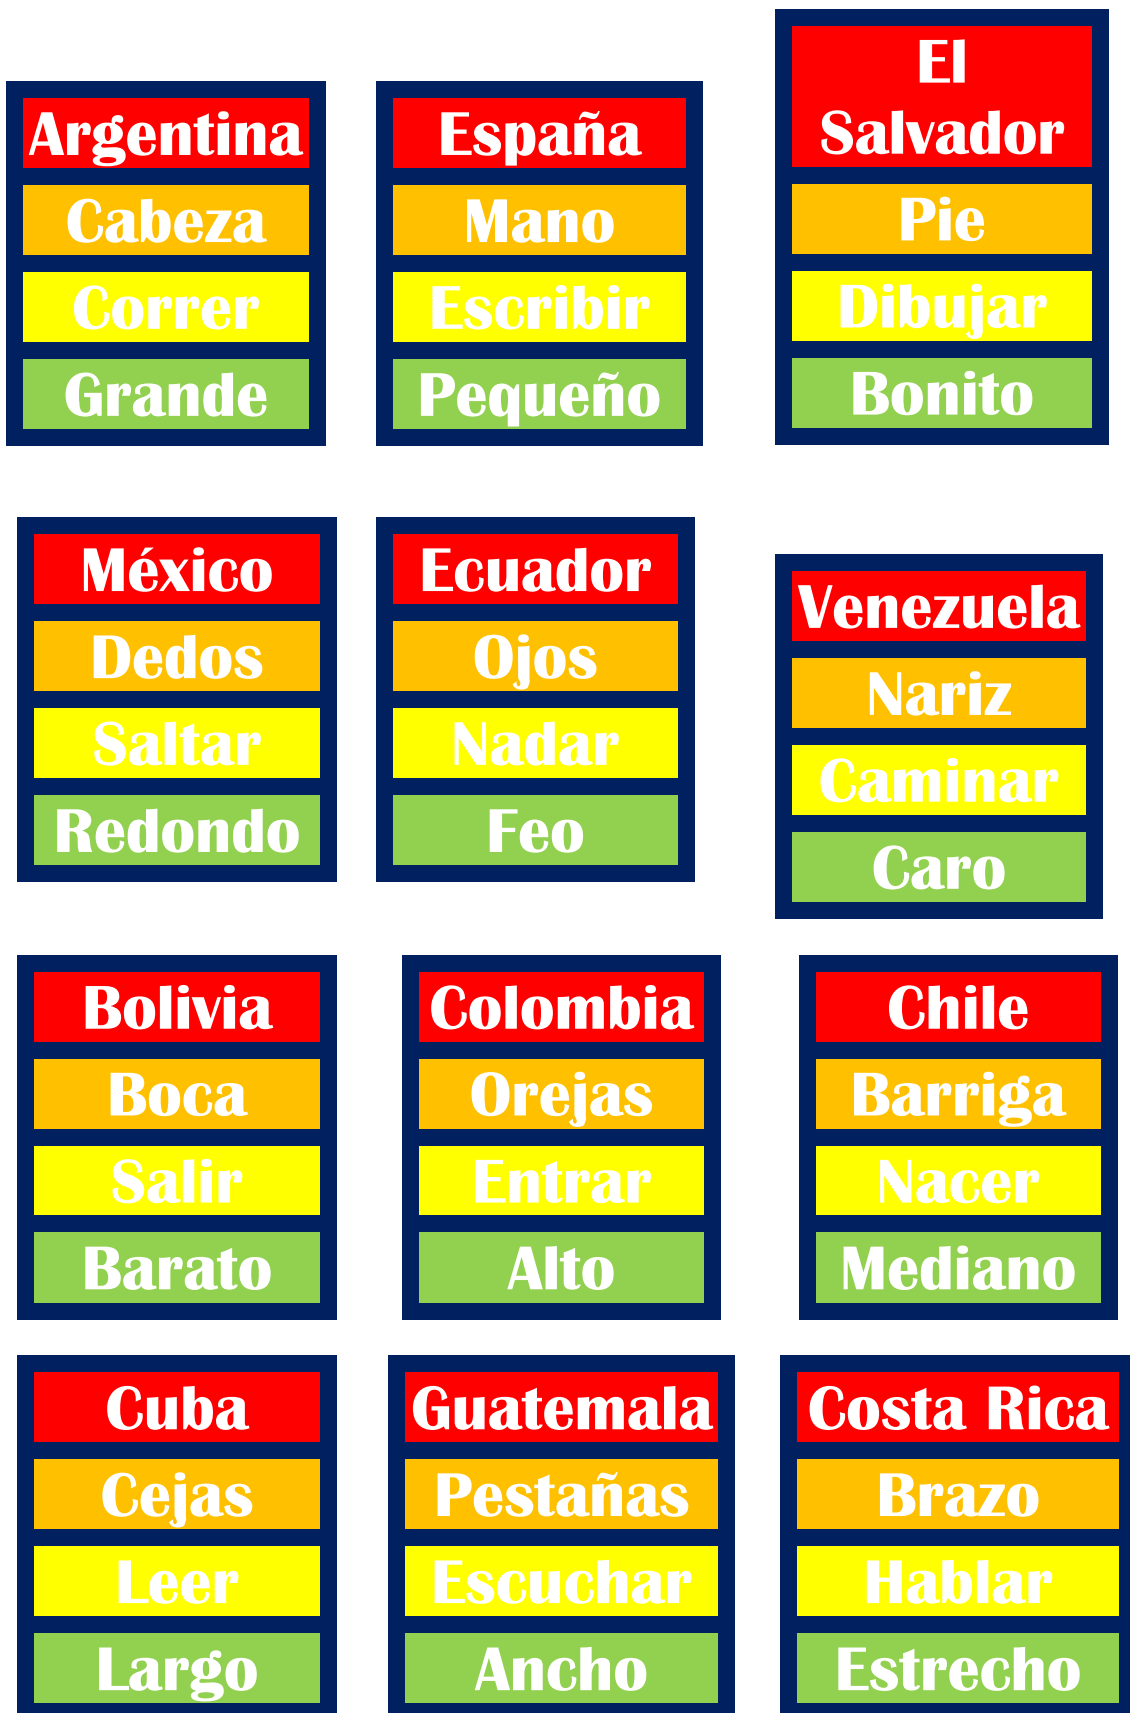 Argentina
Cabeza
Correr
Grande
España
Mano
Escribir
Pequeño
El
Salvador
Pie
Dibujar
Bonito
México
Dedos
Saltar
Redondo
Ecuador
Ojos
Nadar
Feo
Venezuela
Nariz
Caminar
Caro
Bolivia
Boca
Salir
Barato
Colombia
Orejas
Entrar
Alto
Chile
Barriga
Nacer
Mediano
Cuba
Cejas
Leer
Largo
Guatemala
Pestañas
Escuchar
Ancho
Costa Rica
Brazo
Hablar
Estrecho